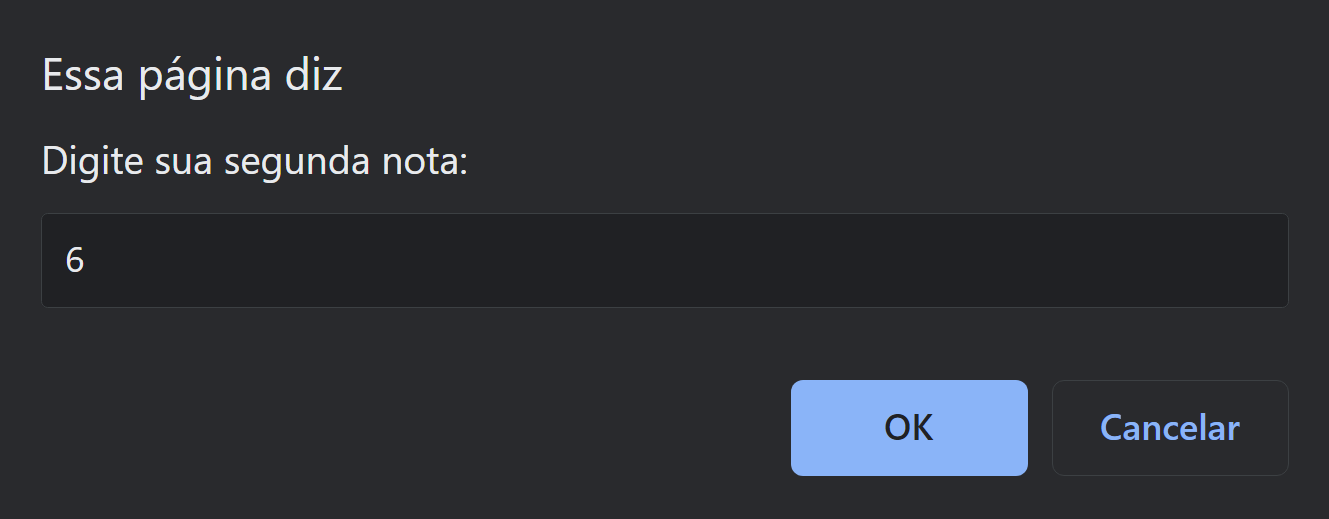 Essa página diz
Digite sua segunda nota:
6
OK
Cancelar